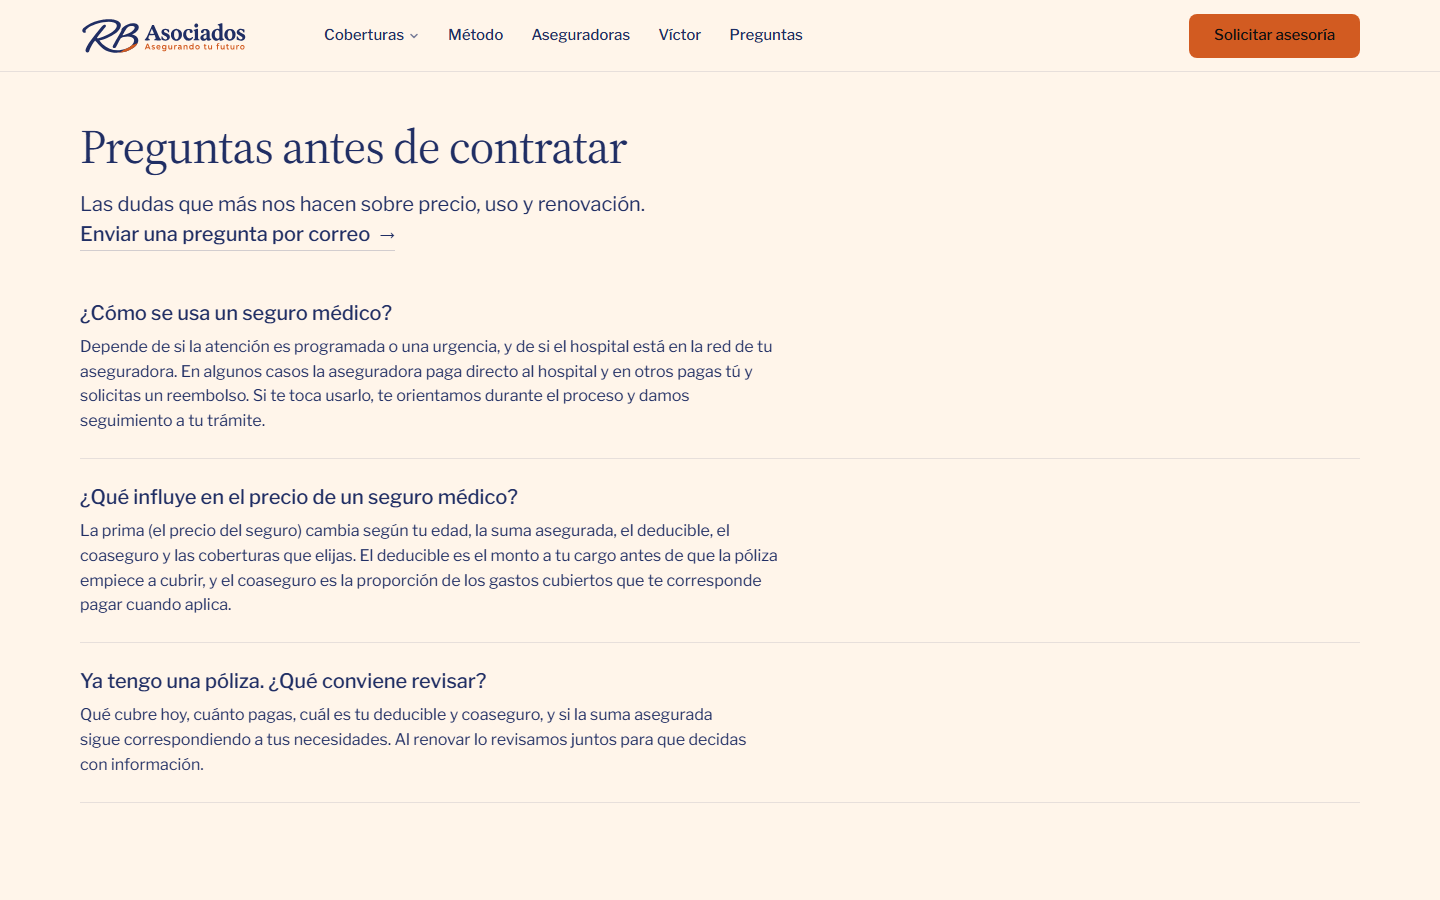 RB Asociados
Asegurando tu futuro
Coberturas
Método
Aseguradoras
Víctor
Preguntas
Solicitar asesoría
Preguntas antes de contratar
Las dudas que más nos hacen sobre precio, uso y renovación.
Enviar una pregunta por correo →
¿Cómo se usa un seguro médico?
Depende de si la atención es programada o una urgencia, y de si el hospital está en la red de tu
aseguradora. En algunos casos la aseguradora paga directo al hospital y en otros pagas tú y
solicitas un reembolso. Si te toca usarlo, te orientamos durante el proceso y damos
seguimiento a tu trámite.
¿Qué influye en el precio de un seguro médico?
La prima (el precio del seguro) cambia según tu edad, la suma asegurada, el deducible, el
coaseguro y las coberturas que elijas. El deducible es el monto a tu cargo antes de que la póliza
empiece a cubrir, y el coaseguro es la proporción de los gastos cubiertos que te corresponde
pagar cuando aplica.
Ya tengo una póliza. ¿Qué conviene revisar?
Qué cubre hoy, cuánto pagas, cuál es tu deducible y coaseguro, y si la suma asegurada
sigue correspondiendo a tus necesidades. Al renovar lo revisamos juntos para que decidas
con información.